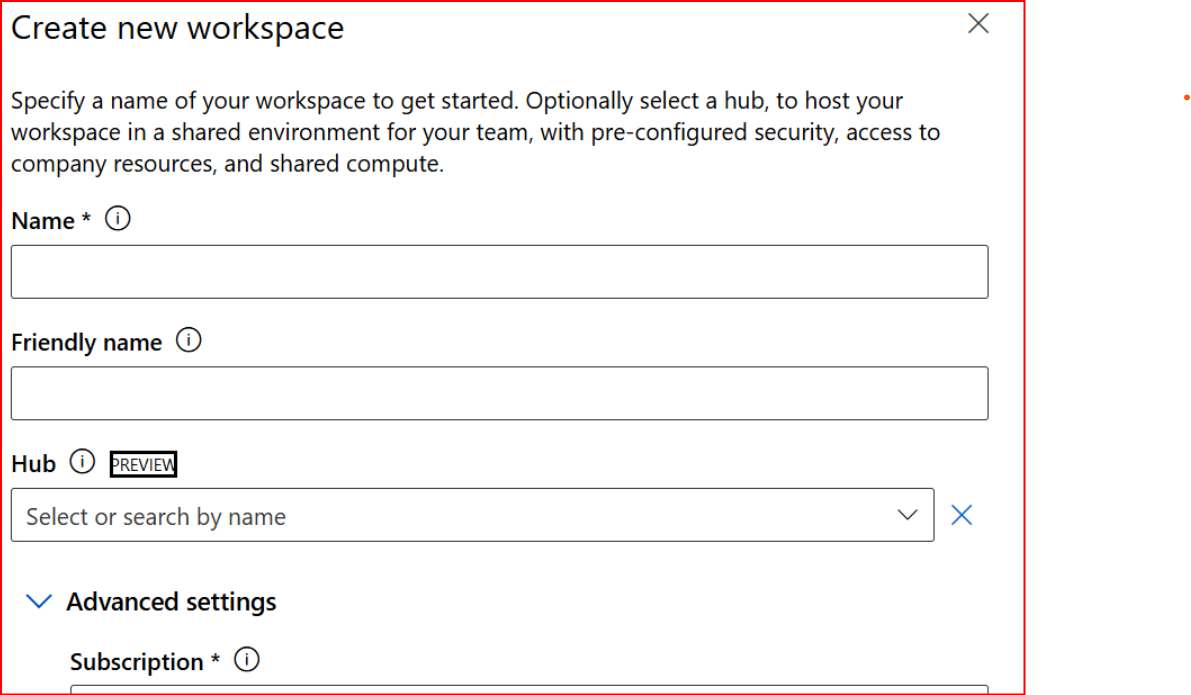 Create new workspace
Specify a name of your workspace to get started. Optionally select a hub, to host your
workspace in a shared environment for your team, with pre-configured security, access to
company resources, and shared compute.
Name *
Friendly name
Hub PREVIEW
Select or search by name
Advanced settings
Subscription *